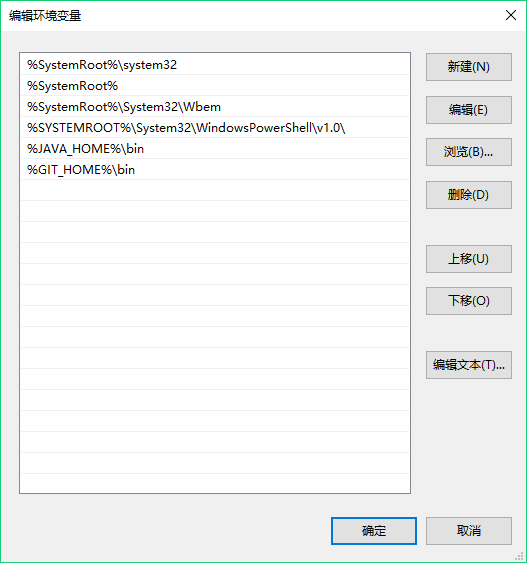 编辑环境变量
%SystemRoot%\system32
%SystemRoot%
%SystemRoot%\System32\Wbem
%SYSTEMROOT%\System32\WindowsPowerShell\v1.0\
%JAVA_HOME%\bin
%GIT_HOME%\bin
新建(N)
编辑(E)
浏览(B)...
删除(D)
上移(U)
下移(O)
编辑文本(T)...
确定
取消